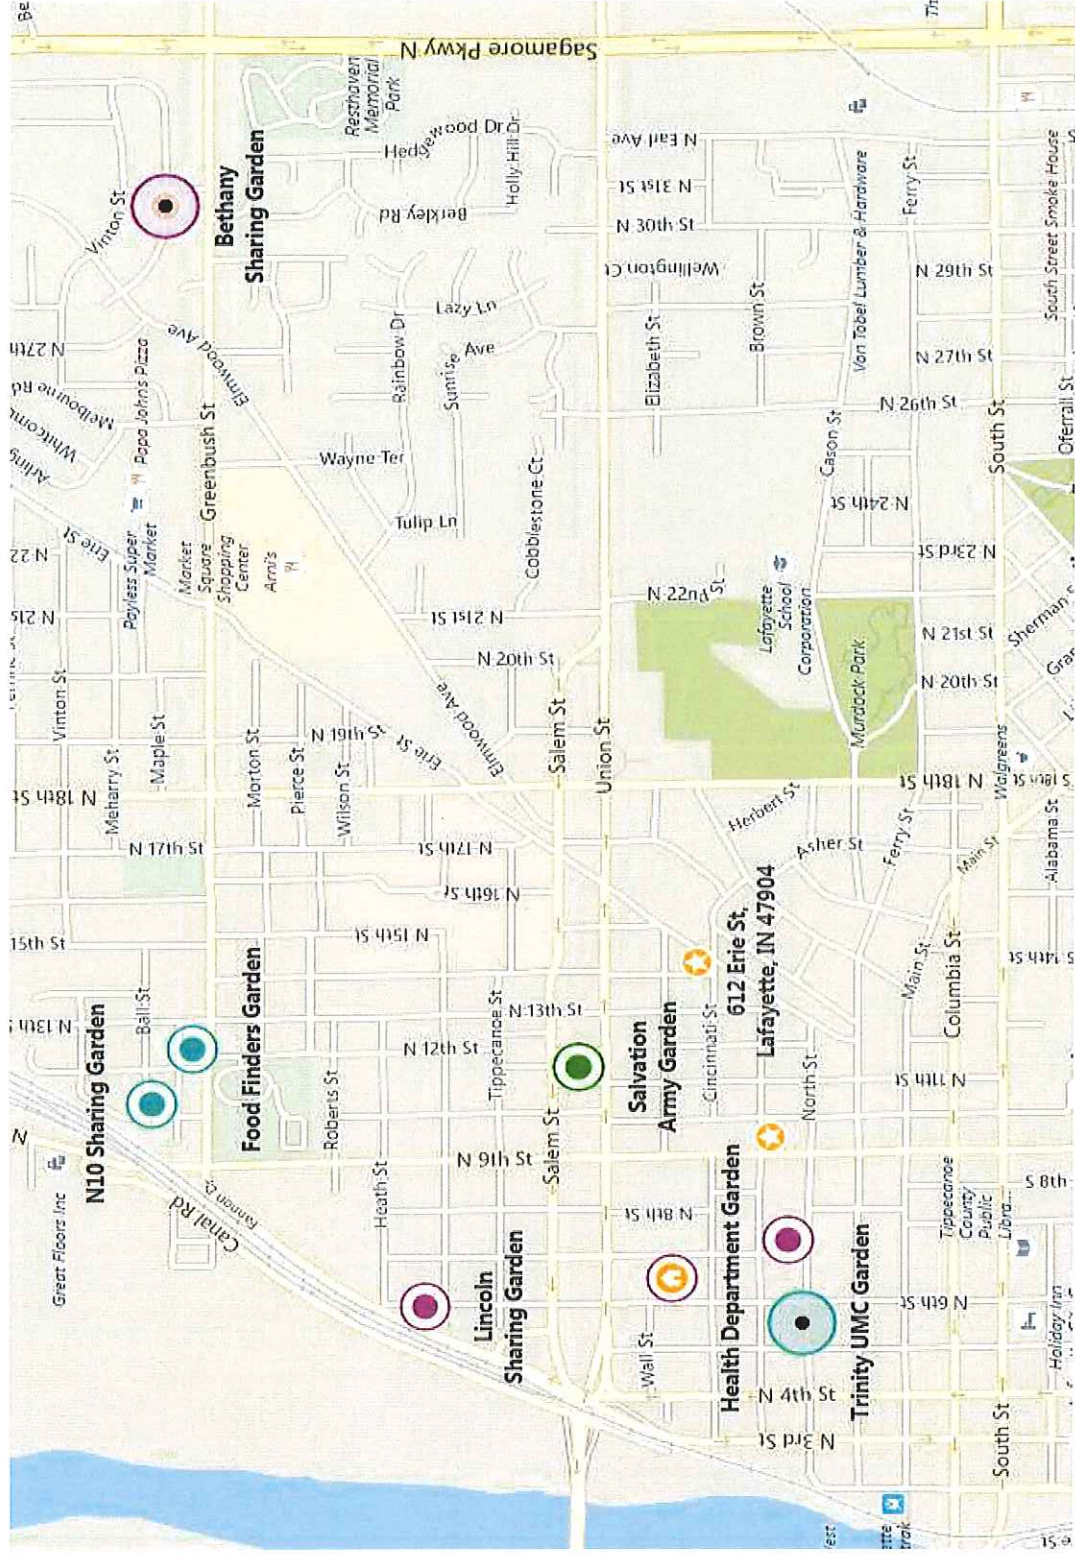 Sagamore Pkwy N
Resthaven
Memorial
Park
Hedgewood Dr
Holly Hill Dr
N Earl Ave
N 31st St
N 30th St
Berkley Rd
Vinton St
Bethany
Sharing Garden
Wellington Ct
Ferry St
Von Tobel Lumber & Hardware
South Street Smoke House
N 29th St
Brown St
Elizabeth St
Lazy Ln
Rainbow Dr
Sunrise Ave
N 27th
Elmwood Ave
Elmwood Ave
Papa Johns Pizza
Melbourne Rd
N 27th St
N 26th St
Greenbush St
Wayne Ter
Cobblestone Ct
Cason St
South St
Oferrall St
N 24th St
N 23rd St
Tulip Ln
Erie St
N 22
Payless Super
Market
Market
Square
Shopping
Center
Arni's
N 21st St
N 22nd St
Lafayette
School
Corporation
N 21st St
N 20th St
Murdock Park
Vinton St
N 20th St
Elmwood Ave
Salem St
Union St
N 19th St
Erie St
Maple St
Meharry St
Morton St
Pierce St
Wilson St
N 18th St
N 18th St
Walgreens
S 18th St
N 17th St
N 17th St
N 16th St
Herbert St
Asher St
Ferry St
Main St
Alabama St
15th St
N 15th St
Main St
Columbia St
S 14th St
612 Erie St,
Lafayette, IN 47904
N 13th S
Ball St
N10 Sharing Garden
Food Finders Garden
N 13th St
N 12th St
Tippecanoe St
Salvation
Army Garden
Cincinnati St
North St
N 11th St
Roberts St
N 9th St
Salem St
Great Floors Inc
Canal Rd
Heath St
N 8th St
S 8th
Tippecanoe
County
Public
Libra...
Lincoln
Sharing Garden
Health Department Garden
Trinity UMC Garden
N 6th St
Wall St
N 4th St
N 3rd St
Holiday Inn
South St